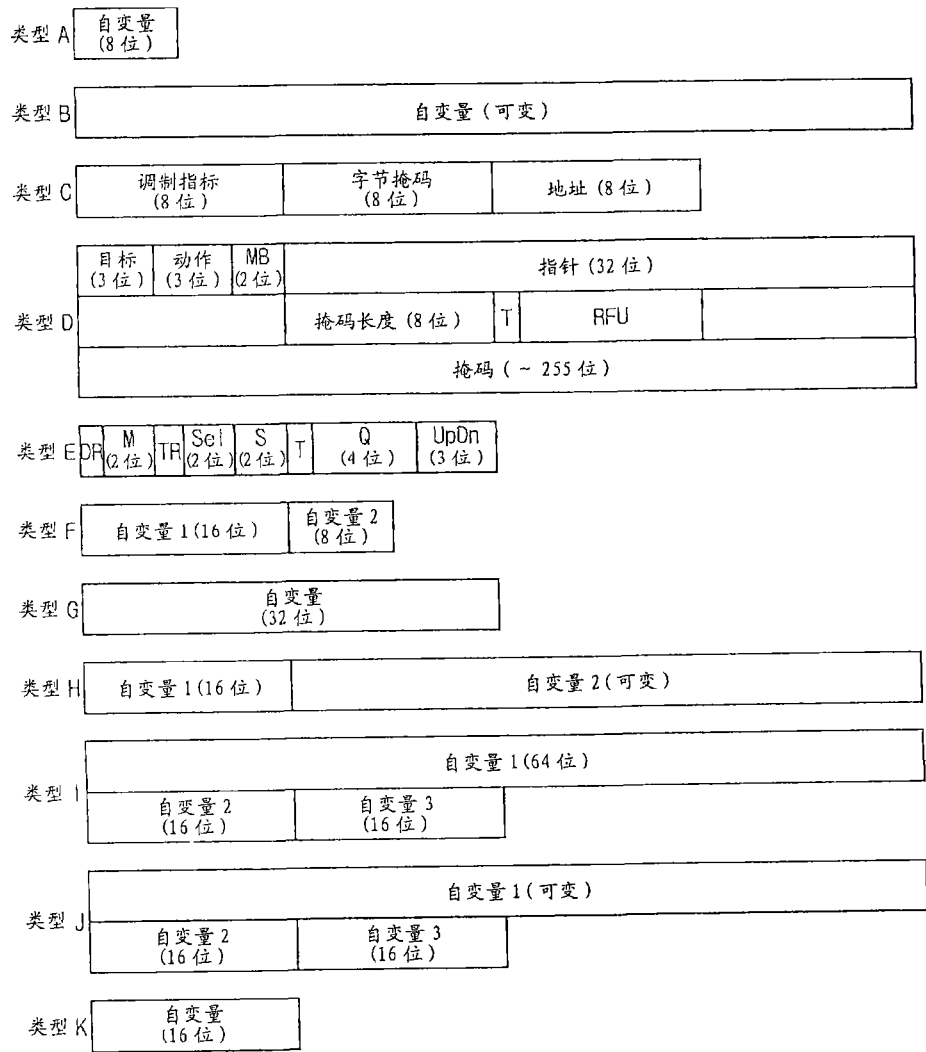 类型 A
自变量
(8 位)
类型 B
自变量 (可变)
类型 C
调制指标
(8 位)
字节掩码
(8 位)
地址 (8 位)
类型 D
目标
(3 位)
动作
(3 位)
MB
(2 位)
指针 (32 位)
掩码长度 (8 位)
T
RFU
掩码 ( ~ 255 位)
类型 E
DR
M
(2 位)
TR
Sel
(2 位)
S
(2 位)
T
Q
(4 位)
UpDn
(3 位)
类型 F
自变量 1(16 位)
自变量 2
(8 位)
类型 G
自变量
(32 位)
类型 H
自变量 1(16 位)
自变量 2(可变)
类型 I
自变量 1(64 位)
自变量 2
(16 位)
自变量 3
(16 位)
类型 J
自变量 1(可变)
自变量 2
(16 位)
自变量 3
(16 位)
类型 K
自变量
(16 位)